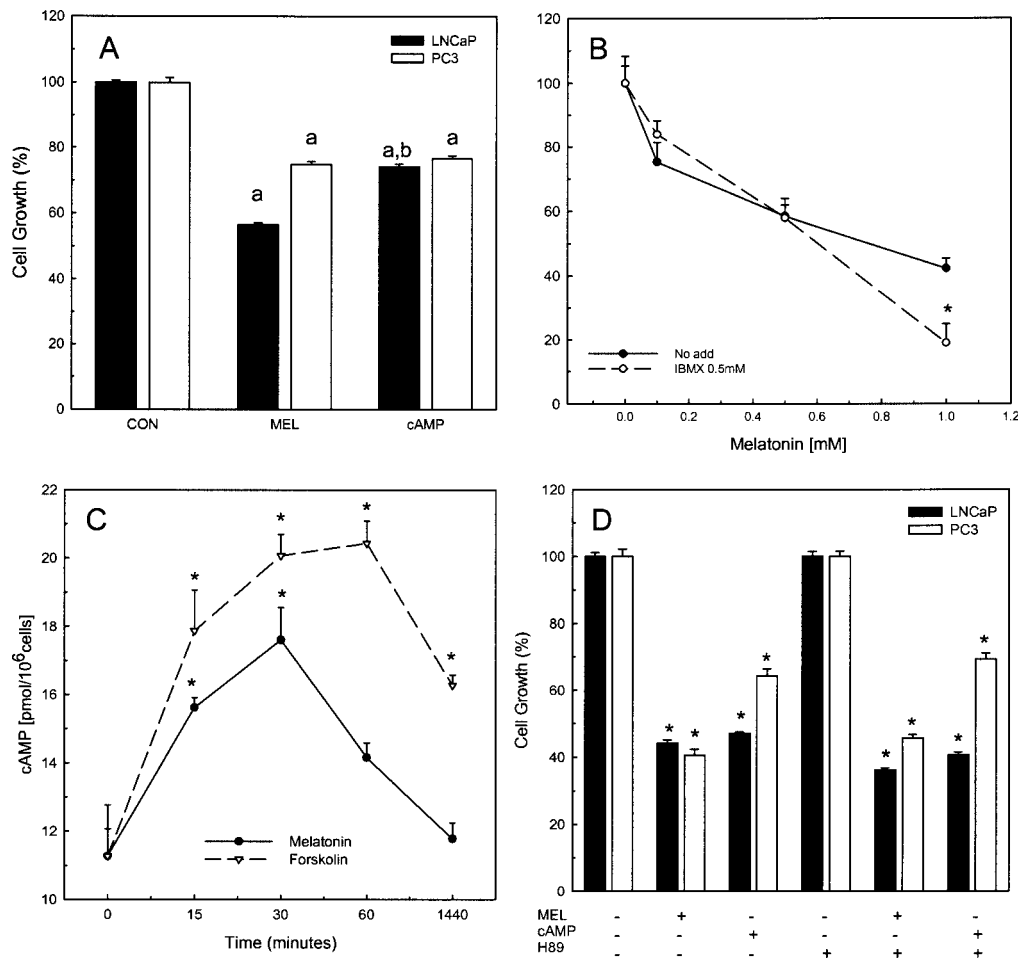 A
LNCaP
PC3
Cell Growth (%)
120
100
80
60
40
20
0
a
a
a,b
a
CON
MEL
cAMP
B
120
100
80
60
40
20
0
*
No add
IBMX 0.5mM
0.0
0.2
0.4
0.6
0.8
1.0
1.2
Melatonin [mM]
C
cAMP [pmol/10⁶cells]
22
20
18
16
14
12
10
*
*
*
*
*
*
Melatonin
Forskolin
0
15
30
60
1440
Time (minutes)
D
LNCaP
PC3
Cell Growth (%)
120
100
80
60
40
20
0
*
*
*
*
*
*
*
*
MEL - + - - + -
cAMP - - + - - +
H89 - - - + + +